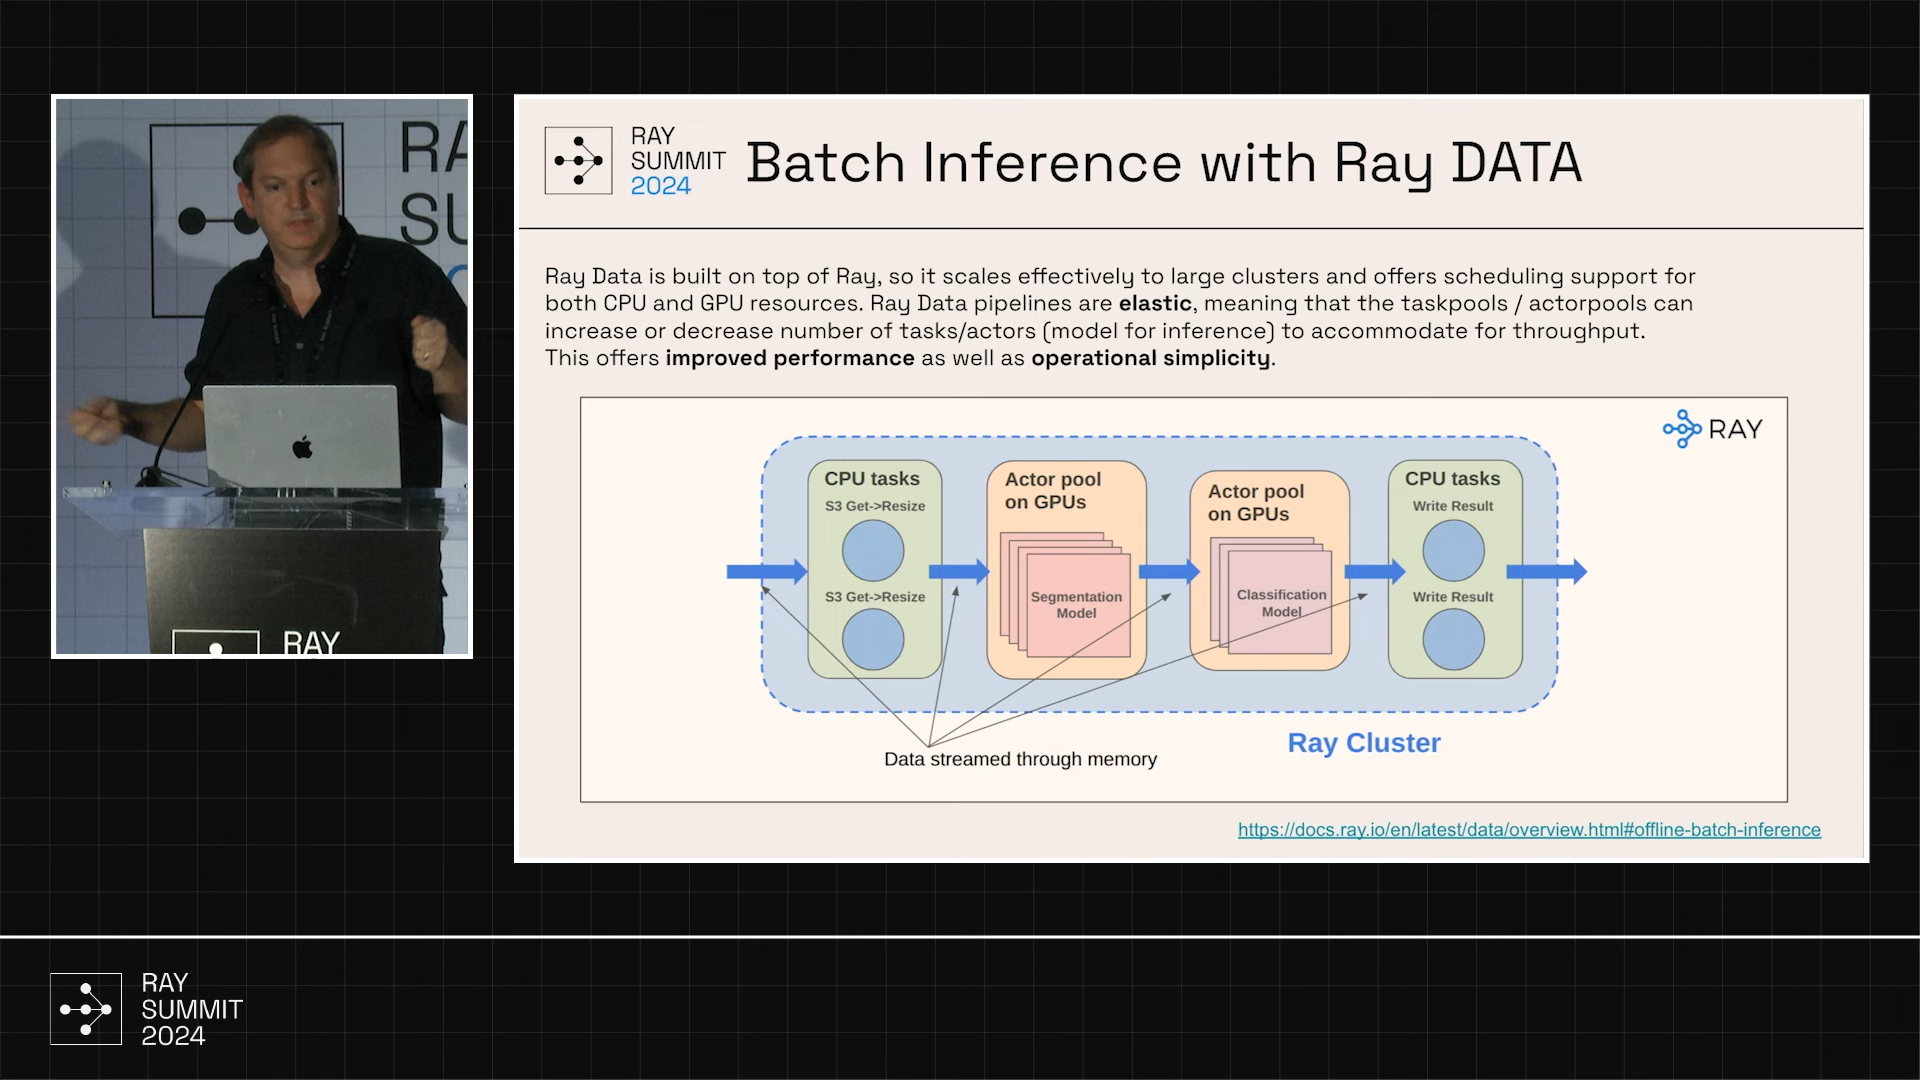 RA
SU
RAY
RAY
SUMMIT
2024
Batch Inference with Ray DATA
Ray Data is built on top of Ray, so it scales effectively to large clusters and offers scheduling support for
both CPU and GPU resources. Ray Data pipelines are elastic, meaning that the taskpools / actorpools can
increase or decrease number of tasks/actors (model for inference) to accommodate for throughput.
This offers improved performance as well as operational simplicity.
RAY
CPU tasks
S3 Get->Resize
S3 Get->Resize
Actor pool
on GPUs
Segmentation
Model
Actor pool
on GPUs
Classification
Model
CPU tasks
Write Result
Write Result
Data streamed through memory
Ray Cluster
https://docs.ray.io/en/latest/data/overview.html#offline-batch-inference
RAY
SUMMIT
2024